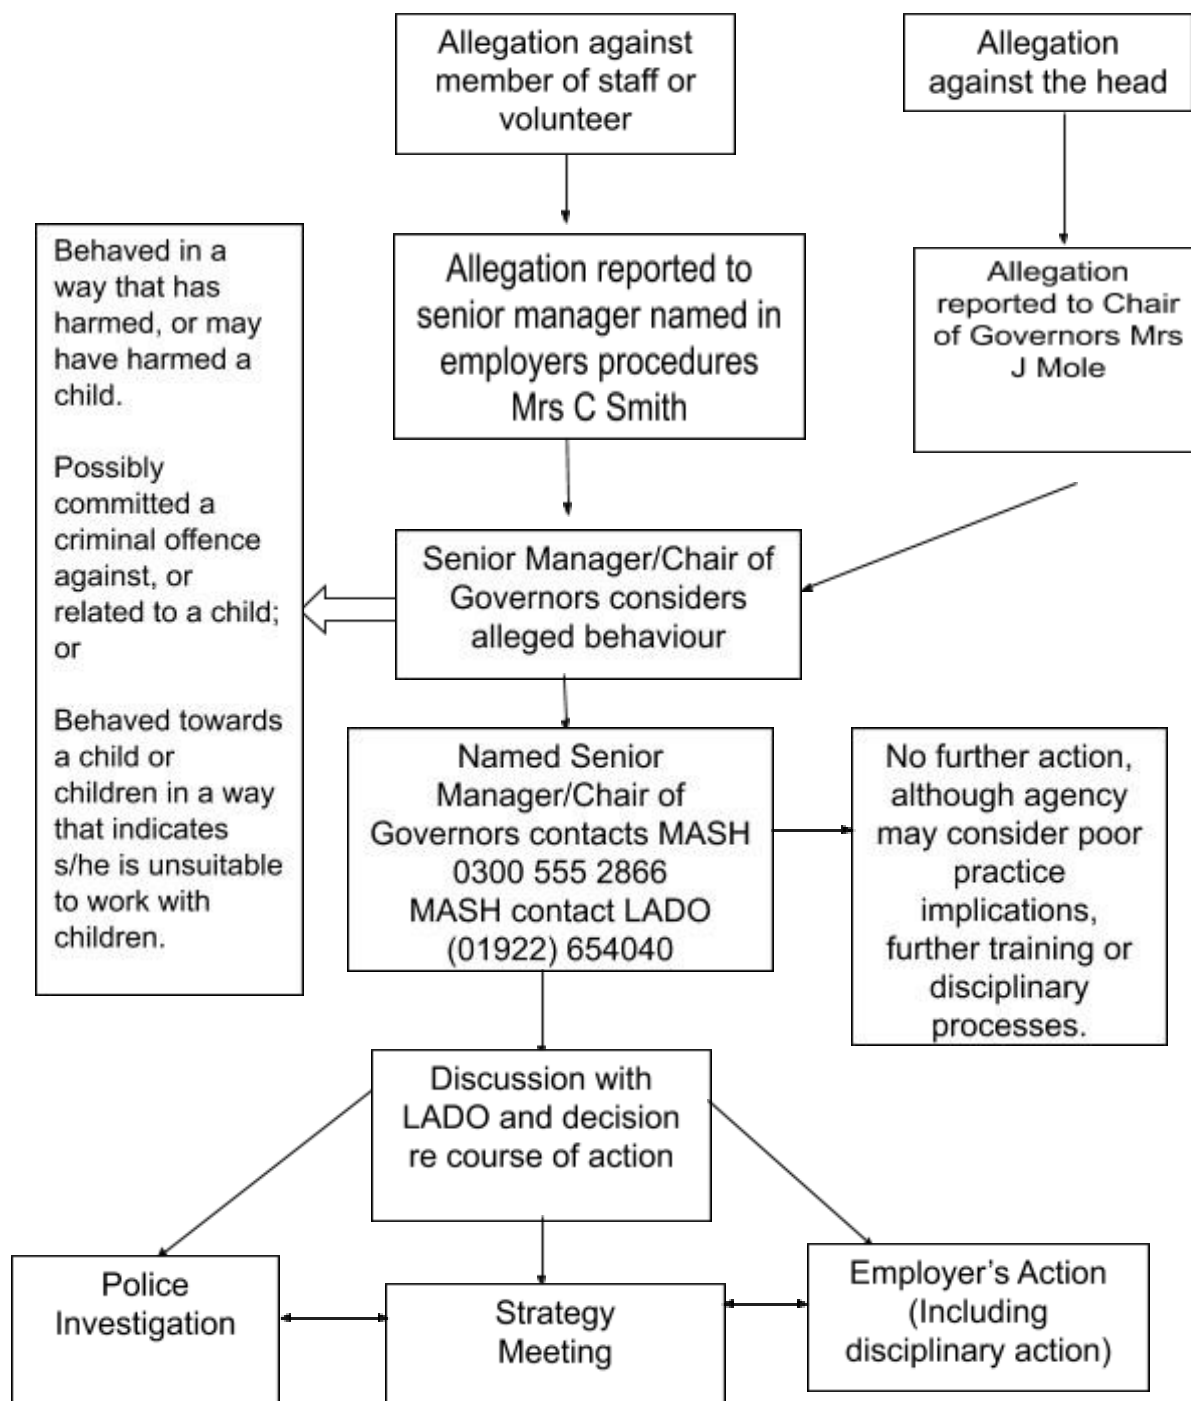 Allegation against
member of staff or
volunteer
Allegation
against the head
Behaved in a
way that has
harmed, or may
have harmed a
child.
Possibly
committed a
criminal offence
against, or
related to a child;
or
Behaved towards
a child or
children in a way
that indicates
s/he is unsuitable
to work with
children.
Allegation reported to
senior manager named in
employers procedures
Mrs C Smith
Allegation
reported to Chair
of Governors Mrs
J Mole
Senior Manager/Chair of
Governors considers
alleged behaviour
Named Senior
Manager/Chair of
Governors contacts MASH
0300 555 2866
MASH contact LADO
(01922) 654040
No further action,
although agency
may consider poor
practice
implications,
further training or
disciplinary
processes.
Discussion with
LADO and decision
re course of action
Police
Investigation
Strategy
Meeting
Employer’s Action
(Including
disciplinary action)